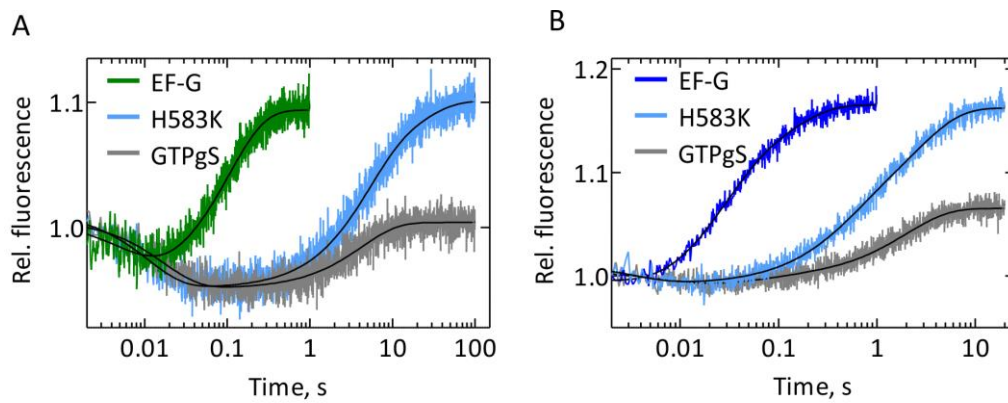 A
Rel. fluorescence
1.1
1.0
EF-G
H583K
GTPgS
0.01 0.1 1 10 100
Time, s
B
Rel. fluorescence
1.2
1.1
1.0
EF-G
H583K
GTPgS
0.01 0.1 1 10
Time, s